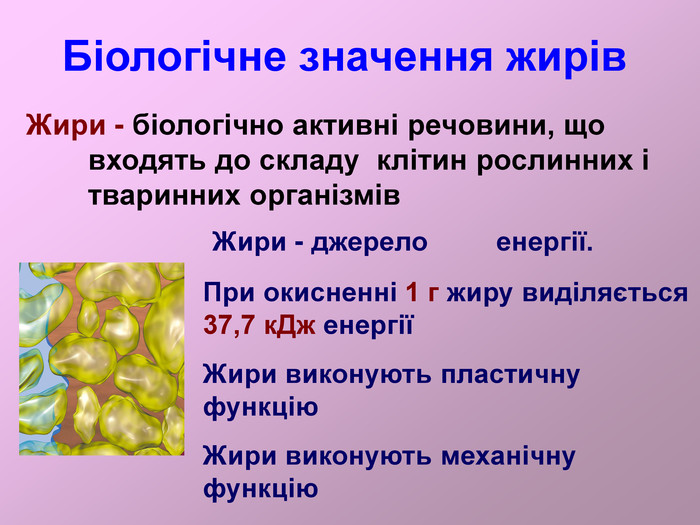 Біологічне значення жирів
Жири - біологічно активні речовини, що
входять до складу клітин рослинних і
тваринних організмів
Жири - джерело енергії.
При окисненні 1 г жиру виділяється
37,7 кДж енергії
Жири виконують пластичну
функцію
Жири виконують механічну
функцію